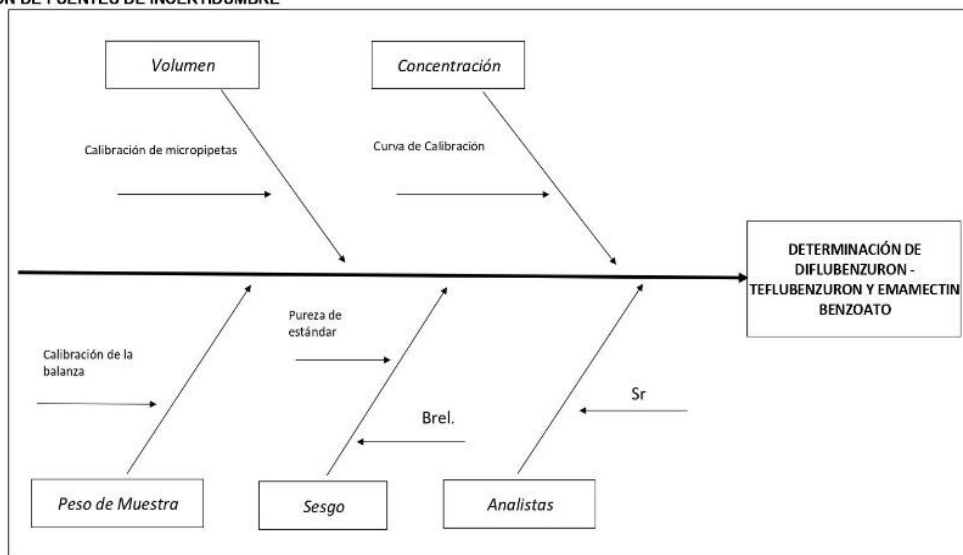 Volumen
Concentración
Calibración de micropipetas
Curva de Calibración
DETERMINACIÓN DE
DIFLUBENZURON -
TEFLUBENZURON Y EMAMECTIN
BENZOATO
Pureza de
estándar
Calibración de la
balanza
Sr
Brel.
Peso de Muestra
Sesgo
Analistas